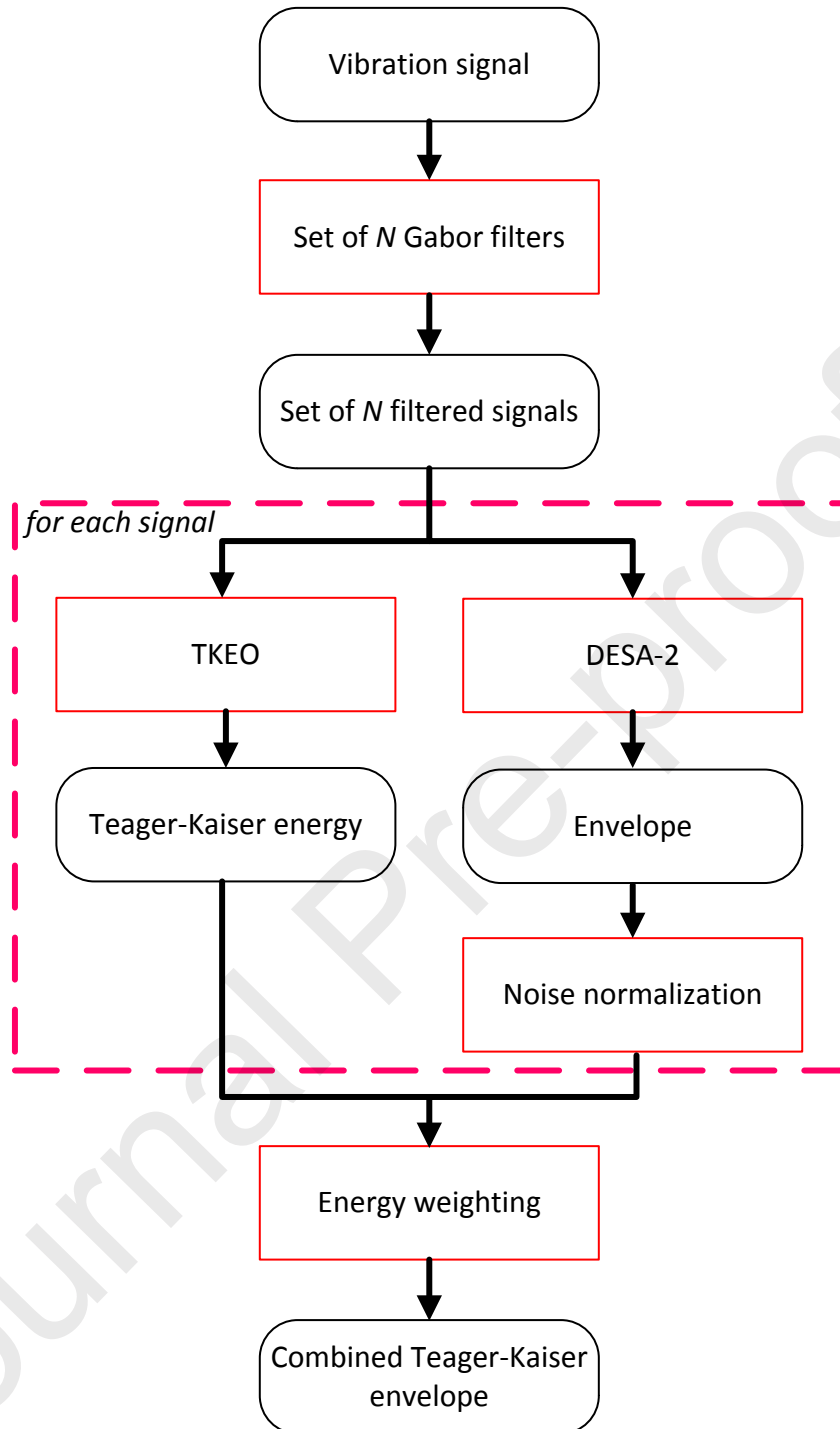 Vibration signal
Set of N Gabor filters
Set of N filtered signals
for each signal
TKEO
DESA-2
Teager-Kaiser energy
Envelope
Noise normalization
Energy weighting
Combined Teager-Kaiser
envelope
Journal Pre-proof